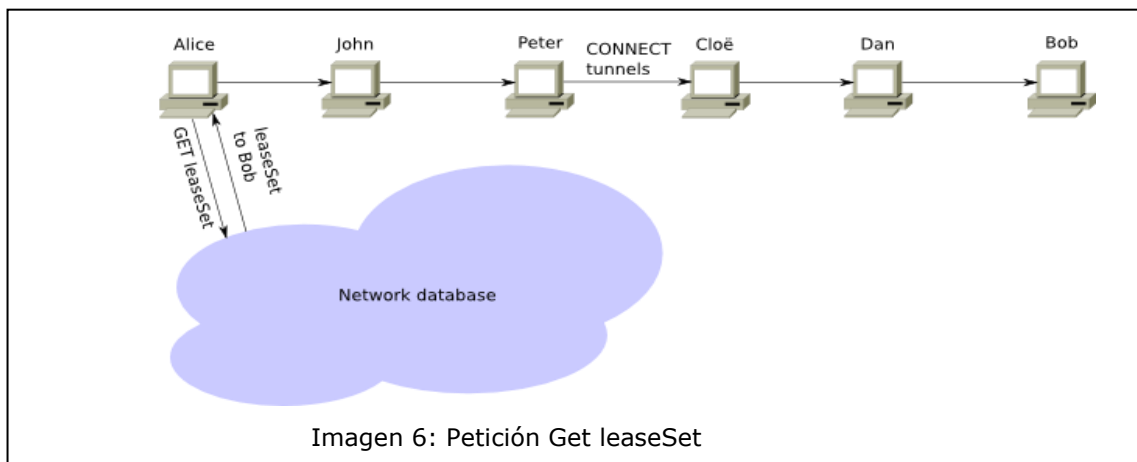 Alice
John
Peter
CONNECT
tunnels
Cloë
Dan
Bob
GET leaseSet
leaseSet
to Bob
Network database
Imagen 6: Petición Get leaseSet